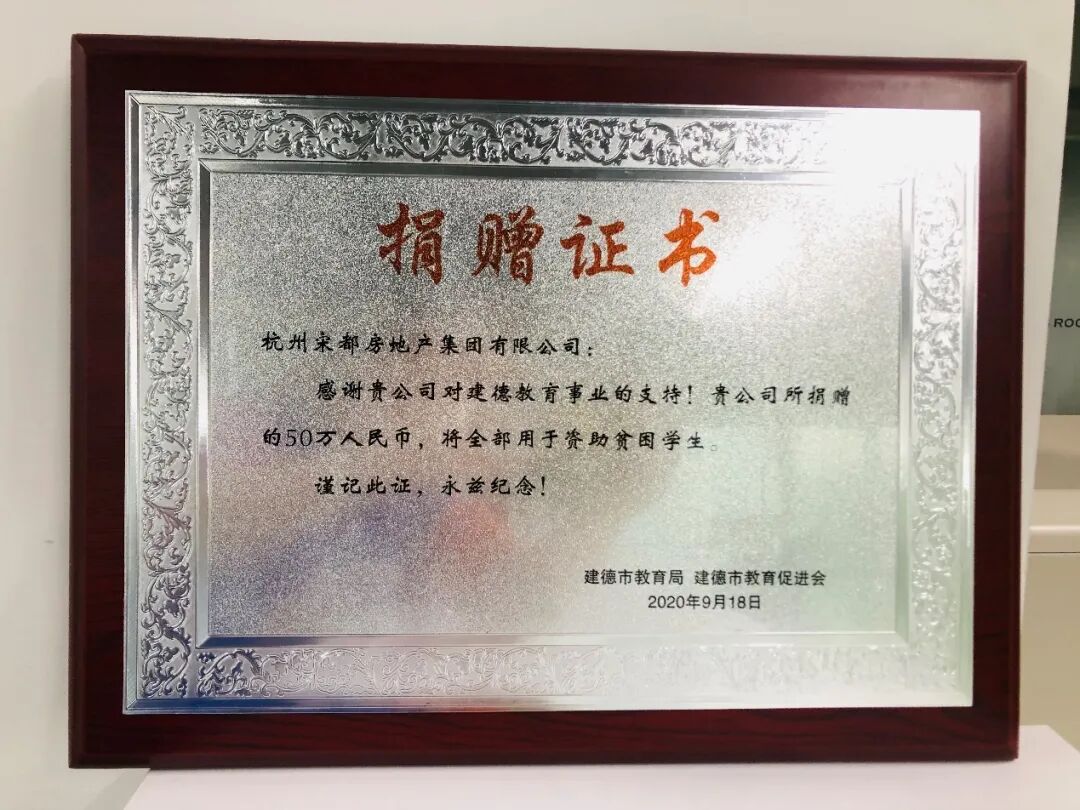 捐赠证书
杭州宋都房地产集团有限公司：
感谢贵公司对建德教育事业的支持！贵公司所捐赠
的50万人民币，将全部用于资助贫困学生。
谨记此证，永兹纪念！
建德市教育局 建德市教育促进会
2020年9月18日
ROO